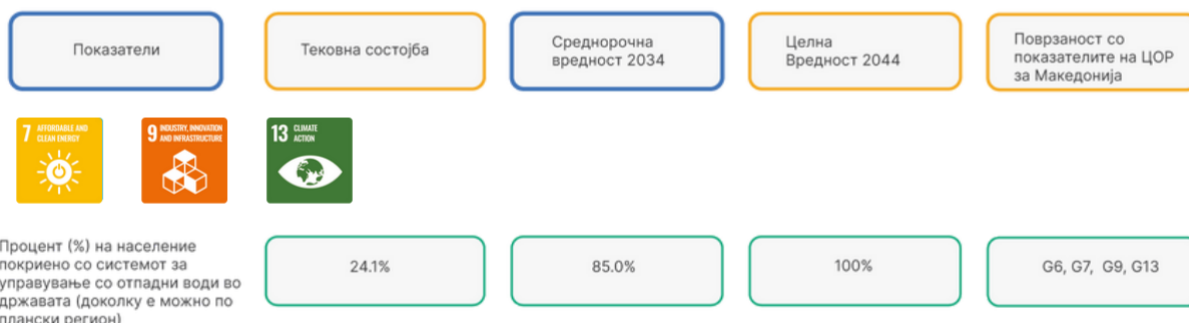 Показатели
Тековна состојба
Среднорочна
вредност 2034
Целна
Вредност 2044
Поврзаност со
показателите на ЦОР
за Македонија
7 AFFORDABLE AND
CLEAN ENERGY
9 INDUSTRY, INNOVATION
AND INFRASTRUCTURE
13 CLIMATE
ACTION
Процент (%) на население
покриено со системот за
управување со отпадни води во
државата (доколку е можно по
плански регион)
24.1%
85.0%
100%
G6, G7, G9, G13